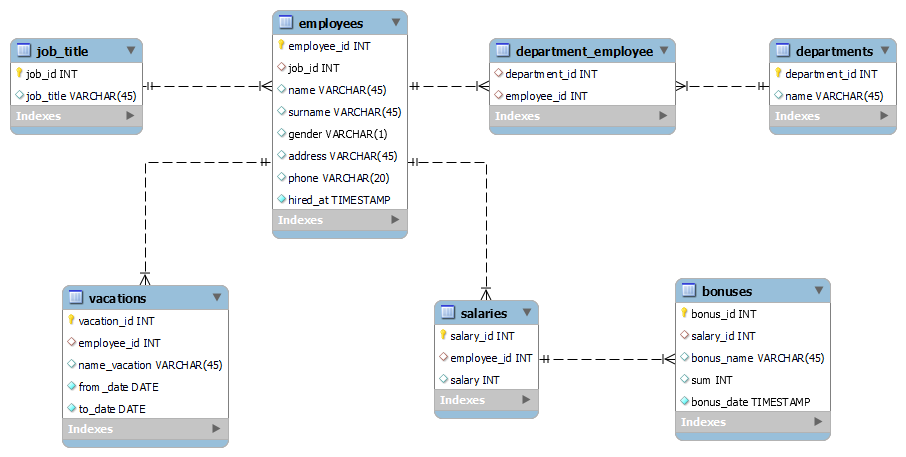 job_title
job_id INT
job_title VARCHAR(45)
Indexes
employees
employee_id INT
job_id INT
name VARCHAR(45)
surname VARCHAR(45)
gender VARCHAR(1)
address VARCHAR(45)
phone VARCHAR(20)
hired_at TIMESTAMP
Indexes
department_employee
department_id INT
employee_id INT
Indexes
departments
department_id INT
name VARCHAR(45)
Indexes
vacations
vacation_id INT
employee_id INT
name_vacation VARCHAR(45)
from_date DATE
to_date DATE
Indexes
salaries
salary_id INT
employee_id INT
salary INT
Indexes
bonuses
bonus_id INT
salary_id INT
bonus_name VARCHAR(45)
sum INT
bonus_date TIMESTAMP
Indexes